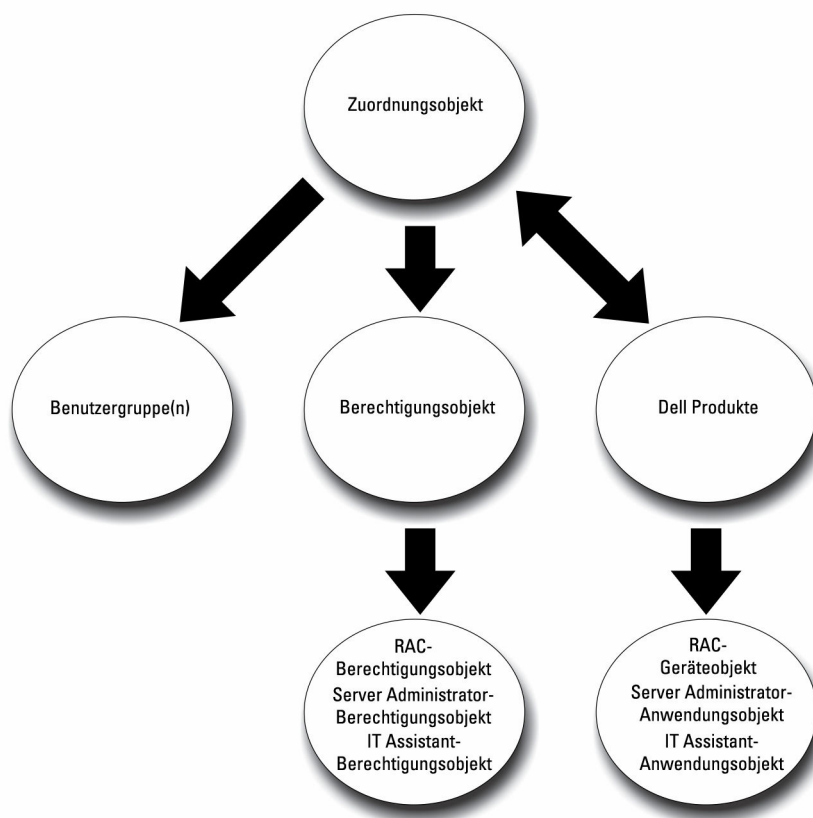 Zuordnungsobjekt
Benutzergruppe(n)
Berechtigungsobjekt
Dell Produkte
RAC-
Berechtigungsobjekt
Server Administrator-
Berechtigungsobjekt
IT Assistant-
Berechtigungsobjekt
RAC-
Geräteobjekt
Server Administrator-
Anwendungsobjekt
IT Assistant-
Anwendungsobjekt